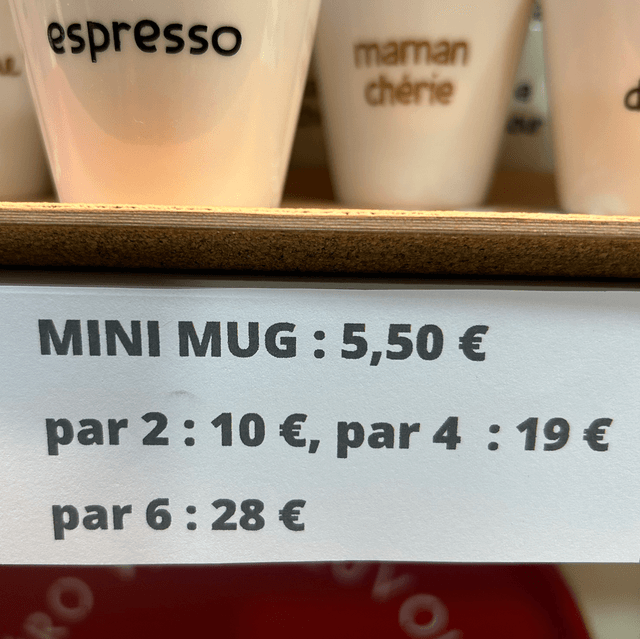 espresso
maman
chérie
MINI MUG : 5,50 €
par 2 : 10 €, par 4 : 19 €
par 6 : 28 €